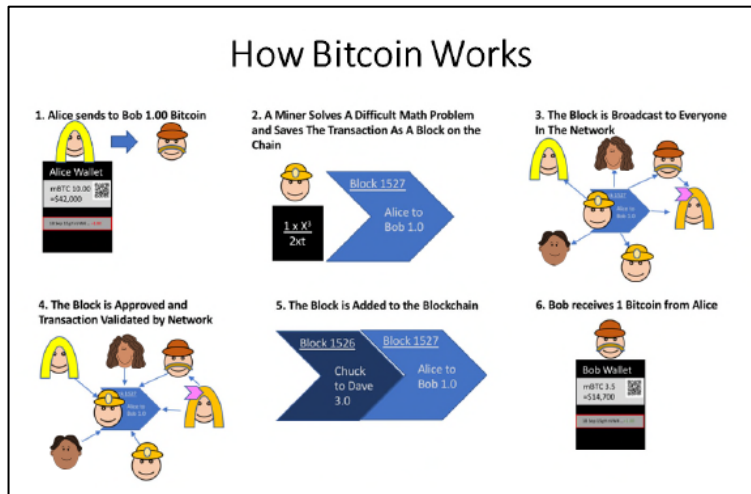 How Bitcoin Works
1. Alice sends to Bob 1.00 Bitcoin
Alice Wallet
mBTC 10.00
≈$42,000
2. A Miner Solves A Difficult Math Problem
and Saves The Transaction As A Block on the
Chain
1 x X³
2xt
Block 1527
Alice to
Bob 1.0
3. The Block is Broadcast to Everyone
In The Network
Alice to
Bob 1.0
4. The Block is Approved and
Transaction Validated by Network
Alice to
Bob 1.0
5. The Block is Added to the Blockchain
Block 1526
Chuck
to Dave
3.0
Block 1527
Alice to
Bob 1.0
6. Bob receives 1 Bitcoin from Alice
Bob Wallet
mBTC 3.5
≈$14,700